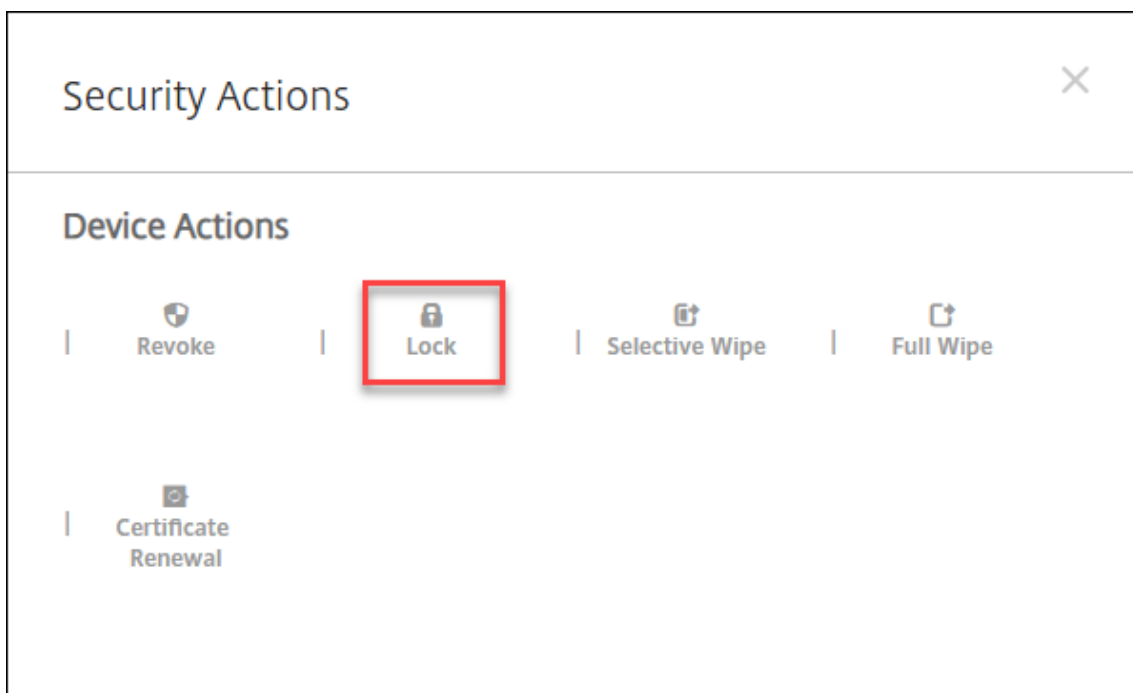 Security Actions
Device Actions
Revoke
Lock
Selective Wipe
Full Wipe
Certificate
Renewal